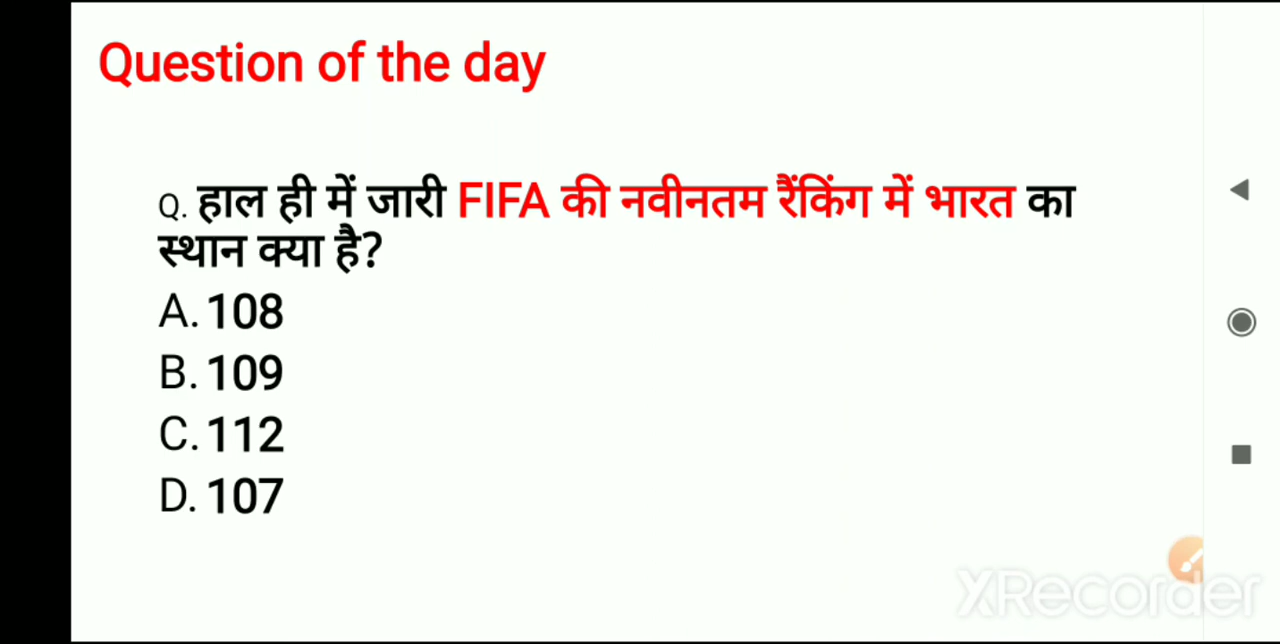 Question of the day
Q. हाल ही में जारी FIFA की नवीनतम रैंकिंग में भारत का
स्थान क्या है?
A. 108
B. 109
C. 112
D. 107
XRecorder